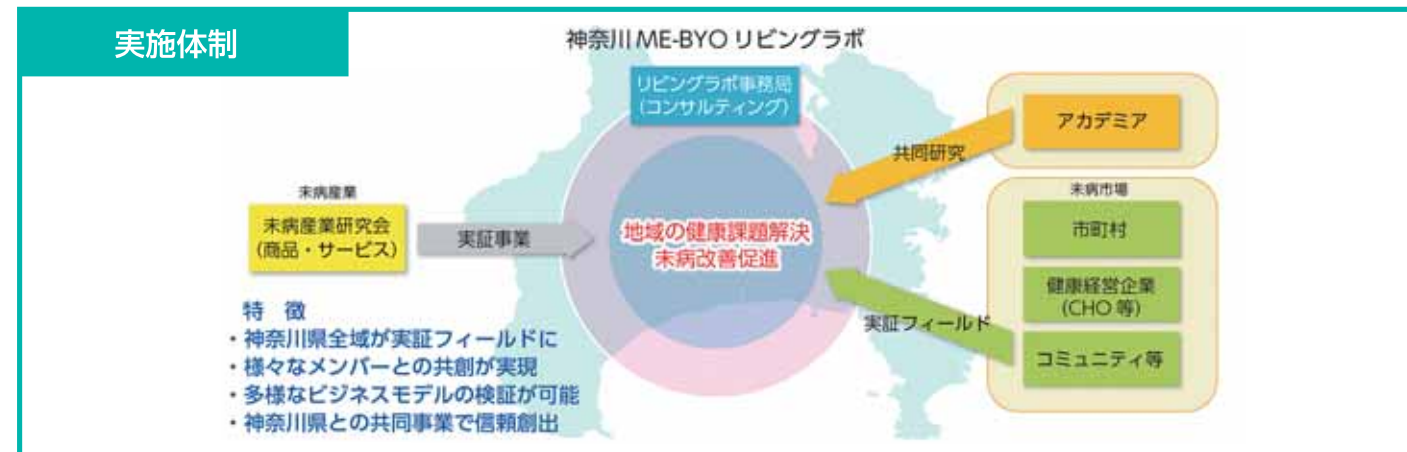 実施体制
神奈川 ME-BYO リビングラボ
リビングラボ事務局
(コンサルティング)
アカデミア
共同研究
未病産業
未病産業研究会
(商品・サービス)
実証事業
地域の健康課題解決
未病改善促進
未病市場
市町村
健康経営企業
(CHO 等)
コミュニティ等
実証フィールド
特 徴
・神奈川県全域が実証フィールドに
・様々なメンバーとの共創が実現
・多様なビジネスモデルの検証が可能
・神奈川県との共同事業で信頼創出